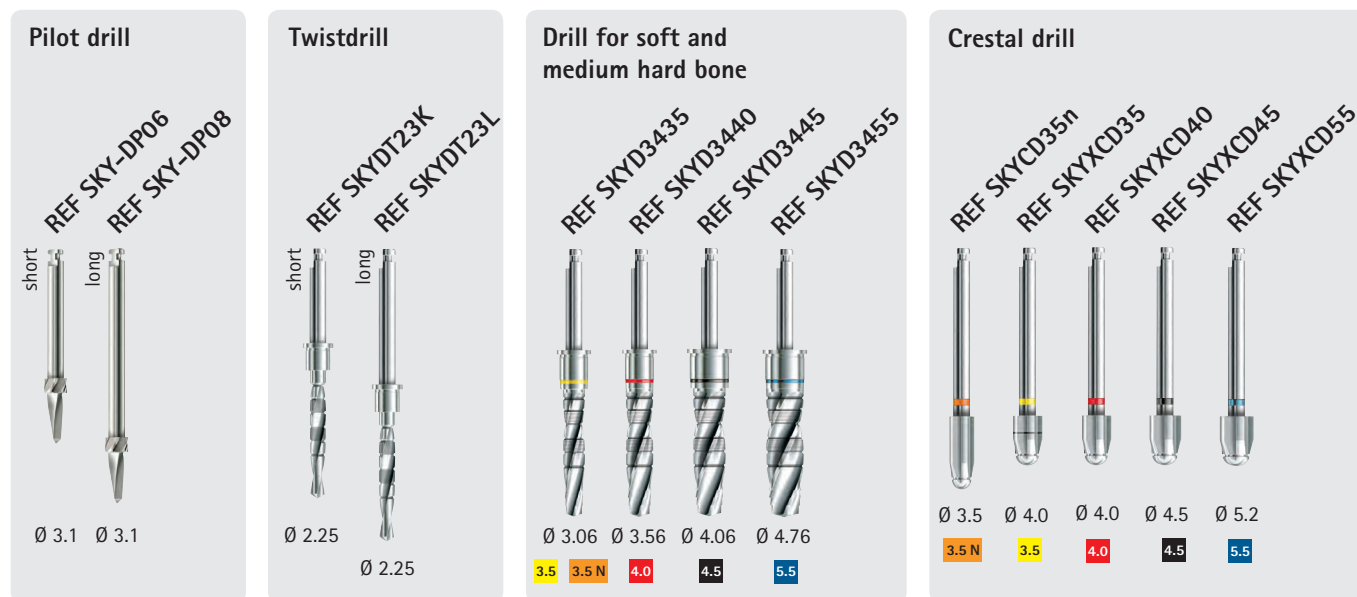 Pilot drill
REF SKY-DP06
REF SKY-DP08
short
long
Ø 3.1 Ø 3.1
Twistdrill
REF SKYDT23K
REF SKYDT23L
short
long
Ø 2.25
Ø 2.25
Drill for soft and
medium hard bone
REF SKYD3435
REF SKYD3440
REF SKYD3445
REF SKYD3455
Ø 3.06 Ø 3.56 Ø 4.06 Ø 4.76
3.5 3.5 N 4.0 4.5 5.5
Crestal drill
REF SKYCD35n
REF SKYXCD35
REF SKYXCD40
REF SKYXCD45
REF SKYXCD55
Ø 3.5 Ø 4.0 Ø 4.0 Ø 4.5 Ø 5.2
3.5 N 3.5 4.0 4.5 5.5